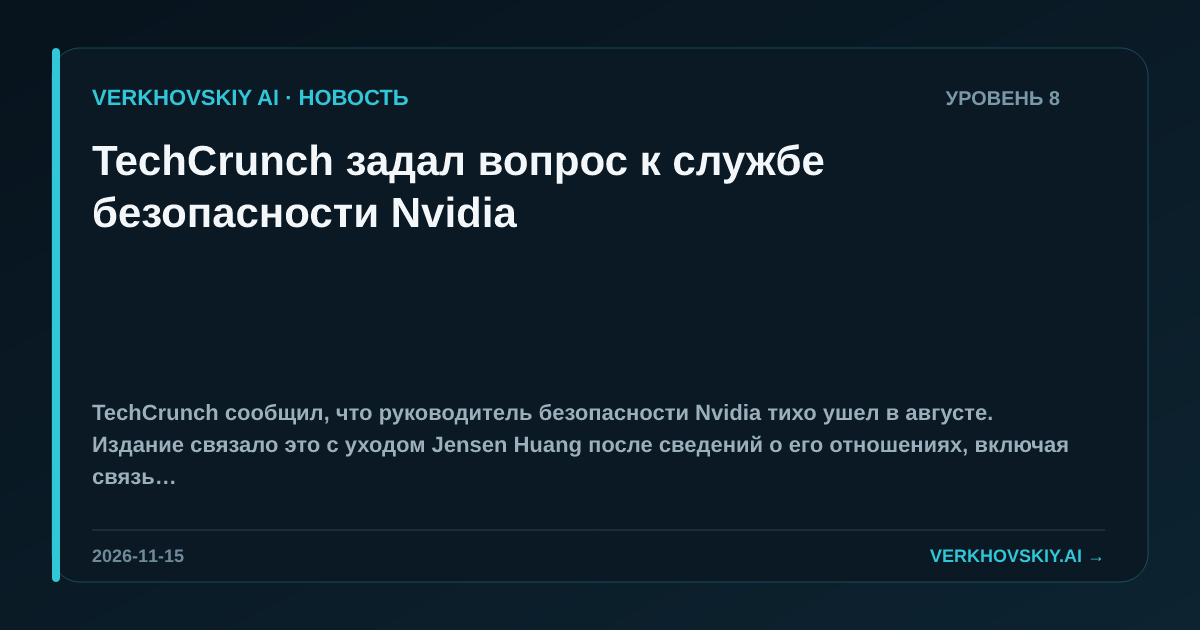 VERKHOVSKIY AI · НОВОСТЬ
УРОВЕНЬ 8
TechCrunch задал вопрос к службе
безопасности Nvidia
TechCrunch сообщил, что руководитель безопасности Nvidia тихо ушел в августе.
Издание связало это с уходом Jensen Huang после сведений о его отношениях, включая
связь…
2026-11-15
VERKHOVSKIY.AI →